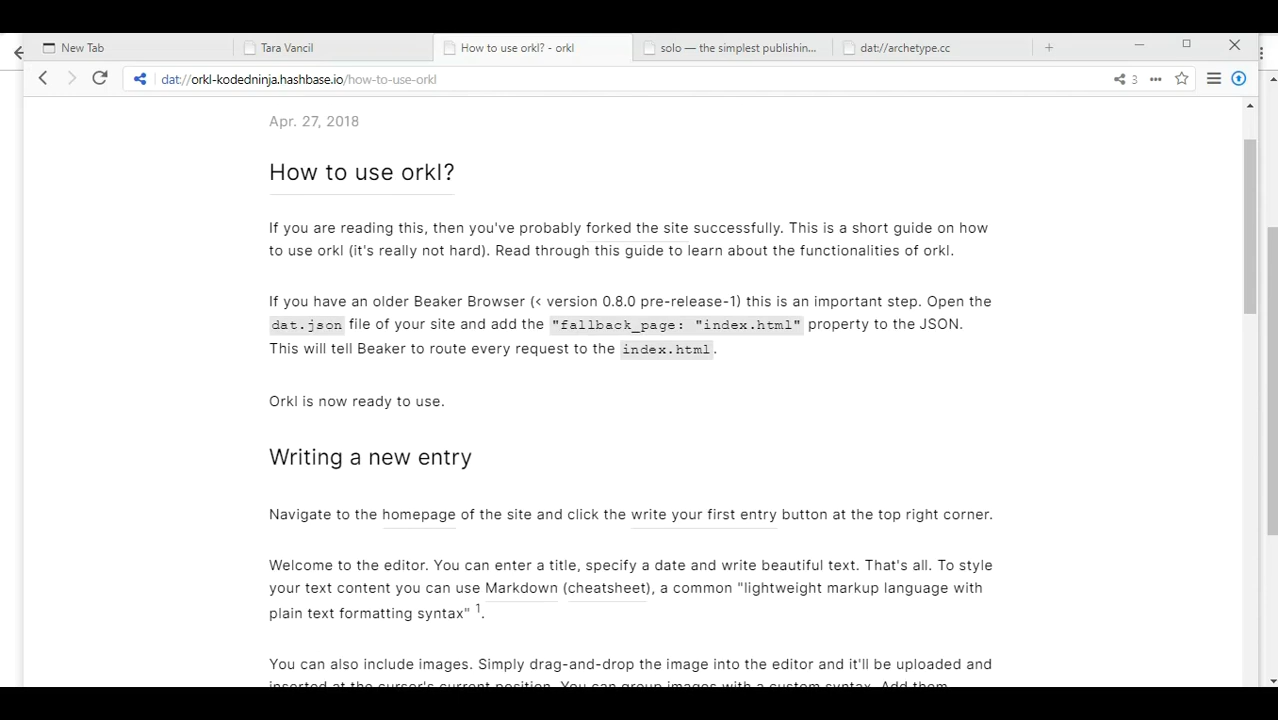 New Tab
Tara Vancil
How to use orkl? - orkl
solo — the simplest publishin...
dat://archetype.cc
dat://orkl-kodedninja.hashbase.io/how-to-use-orkl
3
Apr. 27, 2018
How to use orkl?
If you are reading this, then you've probably forked the site successfully. This is a short guide on how
to use orkl (it's really not hard). Read through this guide to learn about the functionalities of orkl.
If you have an older Beaker Browser (< version 0.8.0 pre-release-1) this is an important step. Open the
dat.json file of your site and add the "fallback_page: "index.html" property to the JSON.
This will tell Beaker to route every request to the index.html.
Orkl is now ready to use.
Writing a new entry
Navigate to the homepage of the site and click the write your first entry button at the top right corner.
Welcome to the editor. You can enter a title, specify a date and write beautiful text. That's all. To style
your text content you can use Markdown (cheatsheet), a common "lightweight markup language with
plain text formatting syntax" 1.
You can also include images. Simply drag-and-drop the image into the editor and it'll be uploaded and
inserted at the cursor's current position. You can group images with a custom syntax. Add them